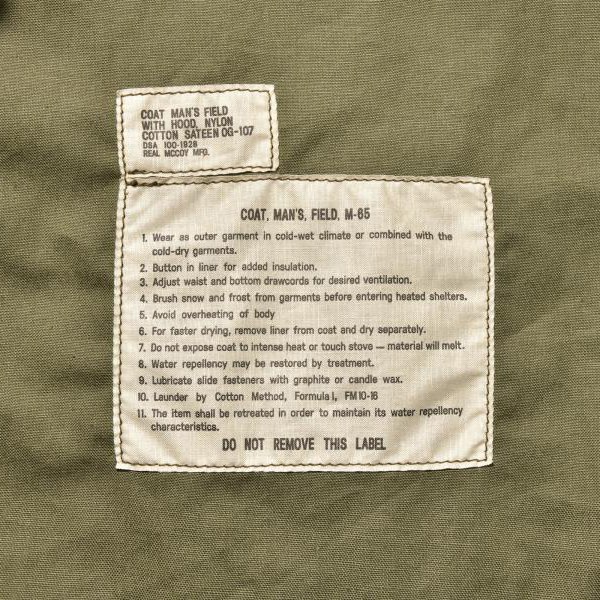 COAT MAN'S FIELD
WITH HOOD, NYLON
COTTON SATEEN OG-107
DSA 100-1928
REAL McCOY MFG.
COAT, MAN'S, FIELD, M-65
1. Wear as outer garment in cold-wet climate or combined with the
cold-dry garments.
2. Button in liner for added insulation.
3. Adjust waist and bottom drawcords for desired ventilation.
4. Brush snow and frost from garments before entering heated shelters.
5. Avoid overheating of body
6. For faster drying, remove liner from coat and dry separately.
7. Do not expose coat to intense heat or touch stove — material will melt.
8. Water repellency may be restored by treatment.
9. Lubricate slide fasteners with graphite or candle wax.
10. Launder by Cotton Method, Formula I, FM 10-16
11. The item shall be retreated in order to maintain its water repellency
characteristics.
DO NOT REMOVE THIS LABEL